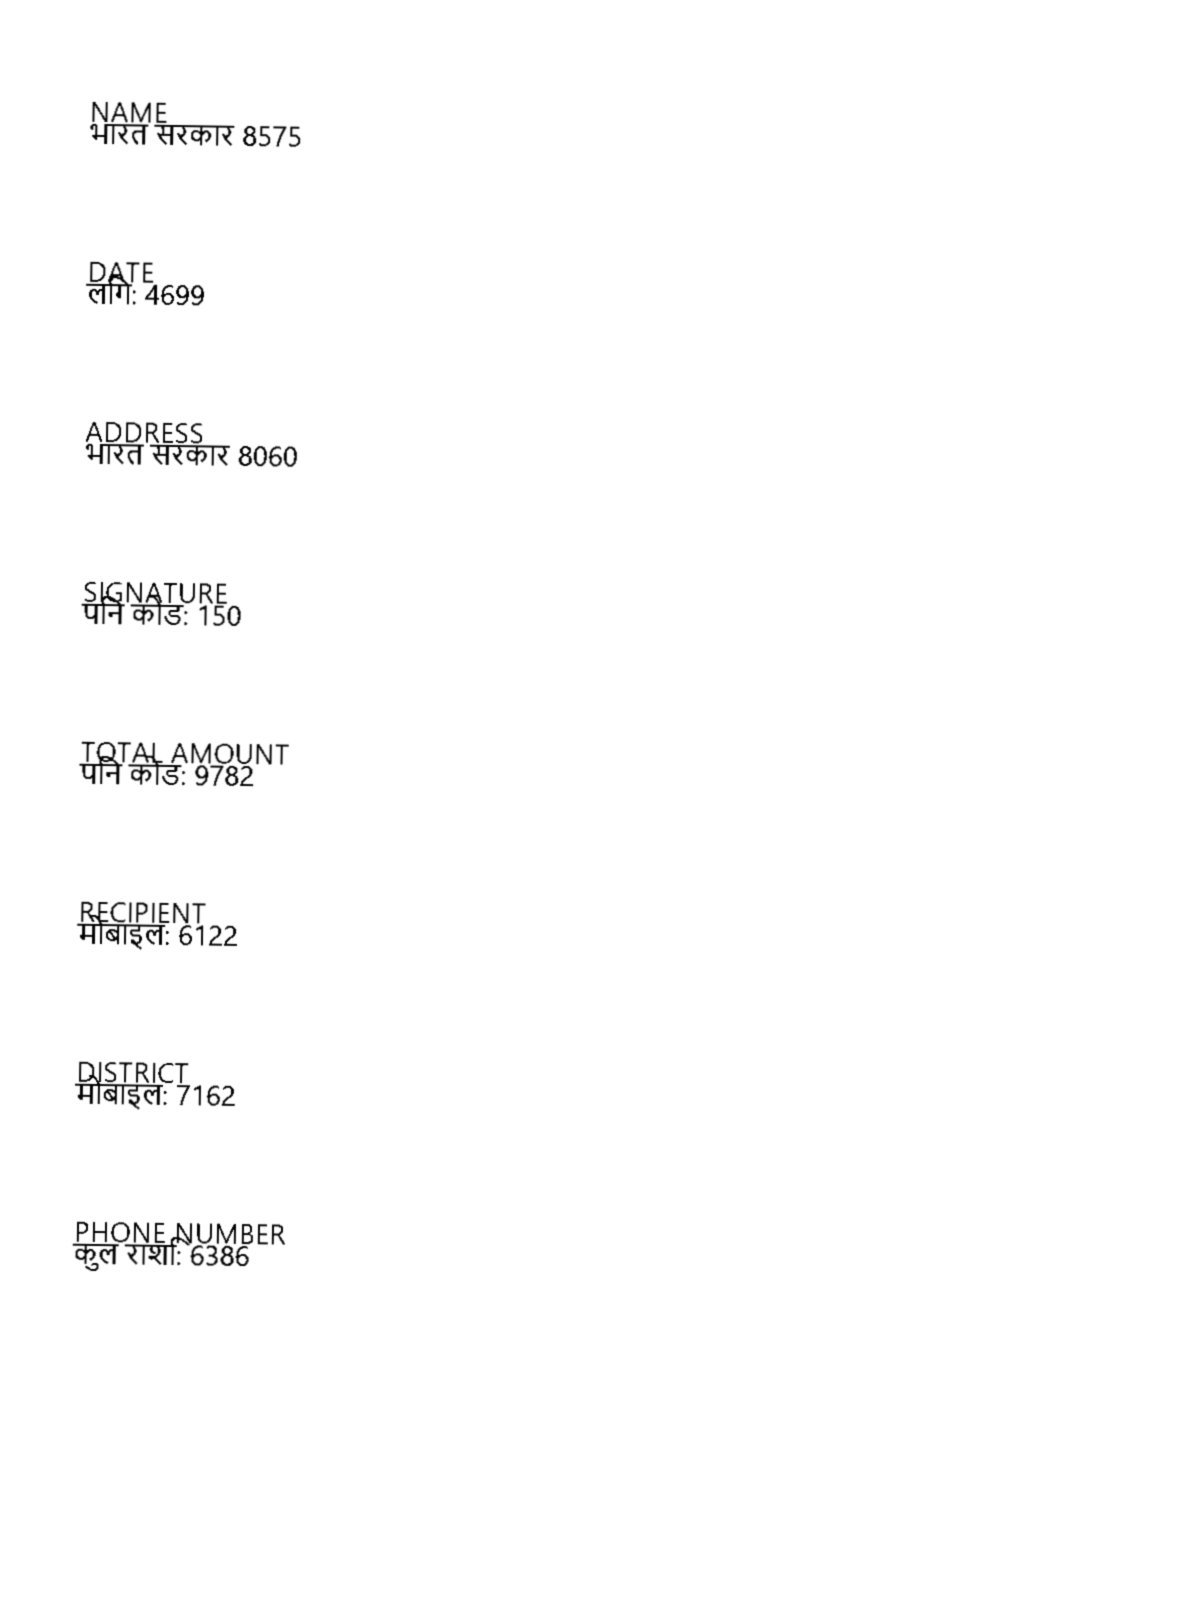 NAME
भारत सरकार 8575
DATE
लिंग: 4699
ADDRESS
भारत सरकार 8060
SIGNATURE
पिन कोड: 150
TOTAL AMOUNT
पिन कोड: 9782
RECIPIENT
मोबाइल: 6122
DISTRICT
मोबाइल: 7162
PHONE NUMBER
कुल राशि: 6386